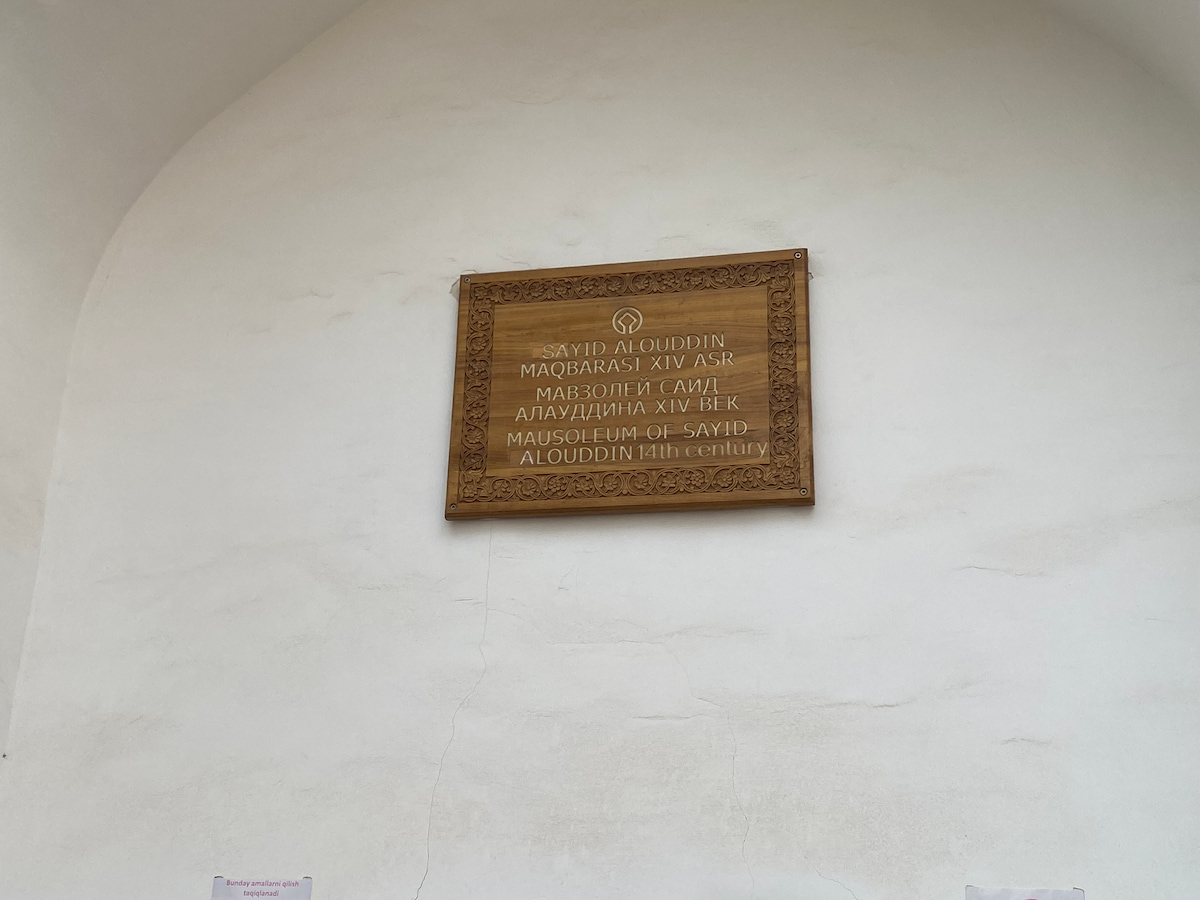 SAYID ALOUDDIN
MAQBARASI XIV ASR
МАВЗОЛЕЙ САИД
АЛАУДДИНА XIV ВЕК
MAUSOLEUM OF SAYID
ALOUDDIN 14th century
Bunday amallarni qilish
taqiqlanadi